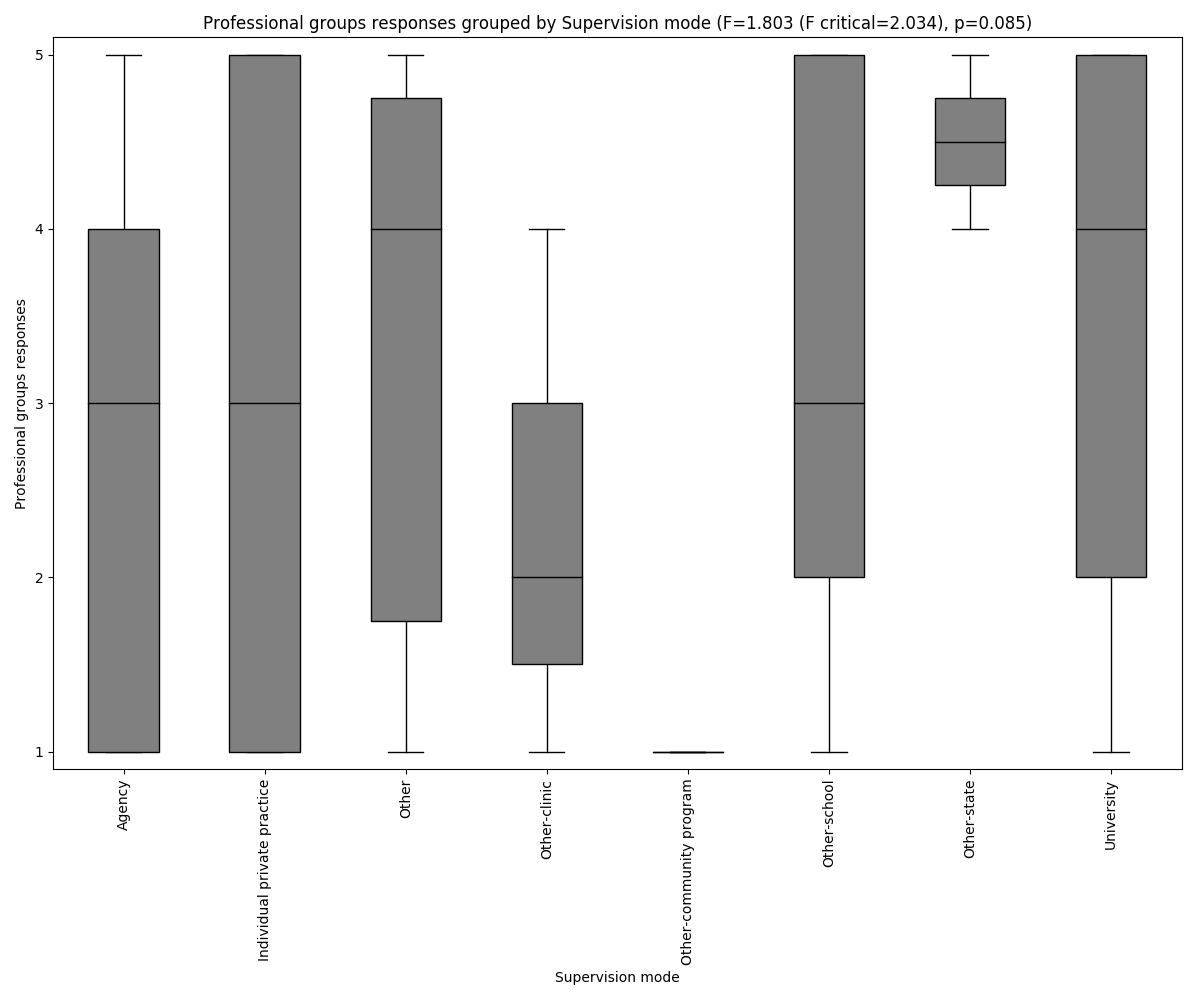 Professional groups responses grouped by Supervision mode (F=1.803 (F critical=2.034), p=0.085)
Professional groups responses
5
4
3
2
1
Agency
Individual private practice
Other
Other-clinic
Other-community program
Other-school
Other-state
University
Supervision mode